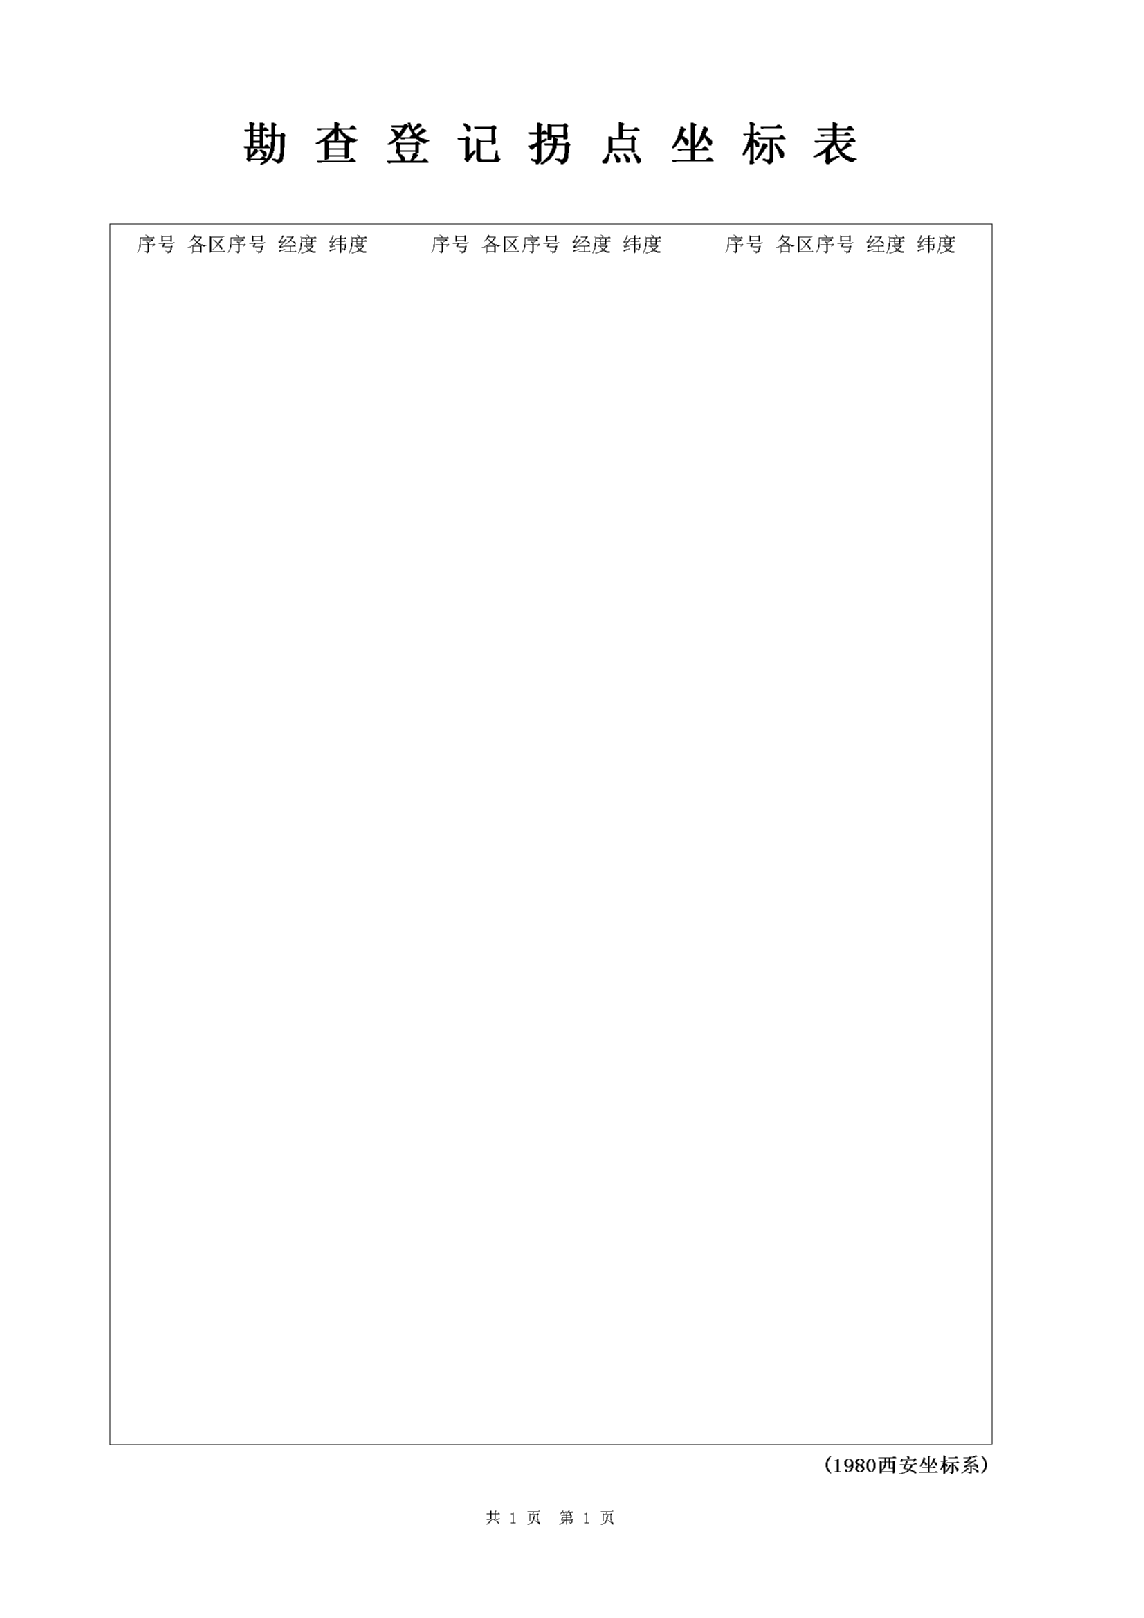 勘查登记拐点坐标表
序号 各区序号 经度 纬度 序号 各区序号 经度 纬度 序号 各区序号 经度 纬度
(1980西安坐标系)
共 1 页 第 1 页